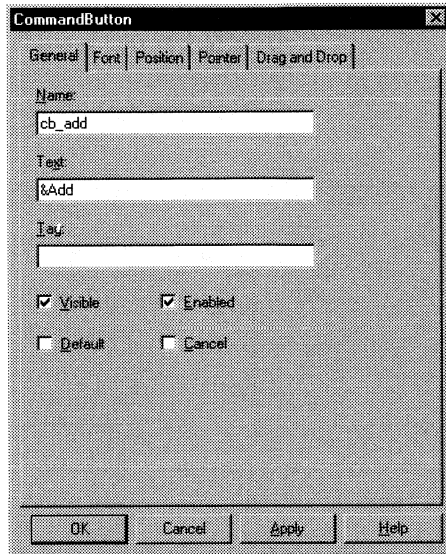 CommandButton
General Font Position Pointer Drag and Drop
Name:
cb_add
Text:
&Add
Tag:
Visible Enabled
Default Cancel
OK Cancel Apply Help